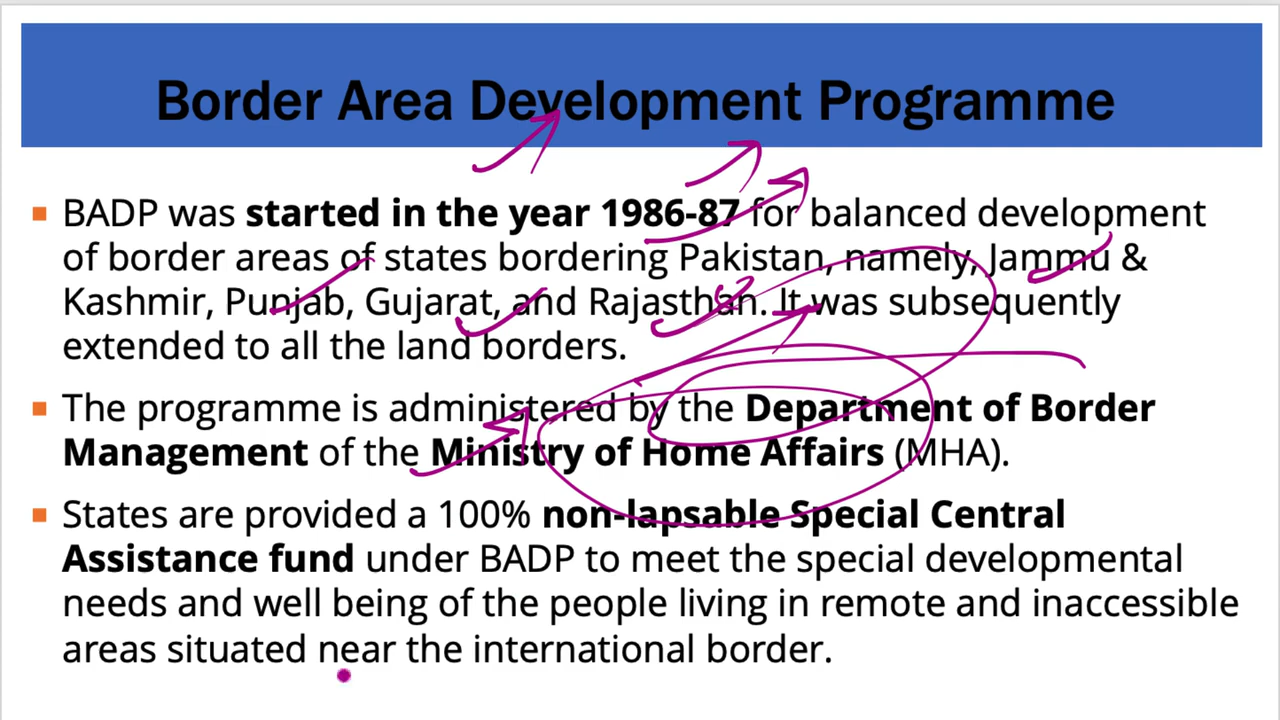 Border Area Development Programme
BADP was started in the year 1986-87 for balanced development
of border areas of states bordering Pakistan, namely, Jammu &
Kashmir, Punjab, Gujarat, and Rajasthan. It was subsequently
extended to all the land borders.
The programme is administered by the Department of Border
Management of the Ministry of Home Affairs (MHA).
States are provided a 100% non-lapsable Special Central
Assistance fund under BADP to meet the special developmental
needs and well being of the people living in remote and inaccessible
areas situated near the international border.